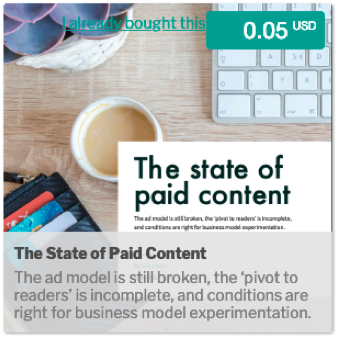 I already bought this
0.05 USD
The state of
paid content
The ad model is still broken, the 'pivot to readers' is incomplete,
and conditions are right for business model experimentation.
The State of Paid Content
The ad model is still broken, the ‘pivot to
readers’ is incomplete, and conditions are
right for business model experimentation.